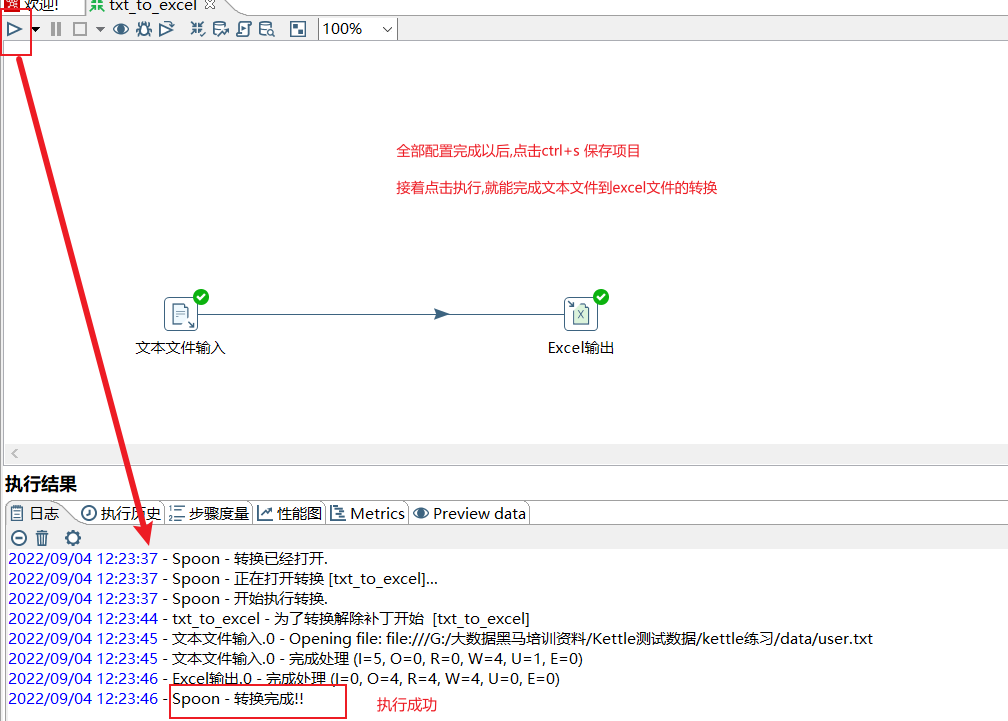 欢迎!
txt_to_excel
100%
全部配置完成以后,点击ctrl+s 保存项目
接着点击执行,就能完成文本文件到excel文件的转换
文本文件输入
Excel输出
执行结果
日志 执行历史 步骤度量 性能图 Metrics Preview data
2022/09/04 12:23:37 - Spoon - 转换已经打开.
2022/09/04 12:23:37 - Spoon - 正在打开转换 [txt_to_excel]...
2022/09/04 12:23:37 - Spoon - 开始执行转换.
2022/09/04 12:23:44 - txt_to_excel - 为了转换解除补丁开始  [txt_to_excel]
2022/09/04 12:23:45 - 文本文件输入.0 - Opening file: file:///G:/大数据黑马培训资料/Kettle测试数据/kettle练习/data/user.txt
2022/09/04 12:23:45 - 文本文件输入.0 - 完成处理 (I=5, O=0, R=0, W=4, U=1, E=0)
2022/09/04 12:23:46 - Excel输出.0 - 完成处理 (I=0, O=4, R=4, W=4, U=0, E=0)
2022/09/04 12:23:46 - Spoon - 转换完成!!
执行成功